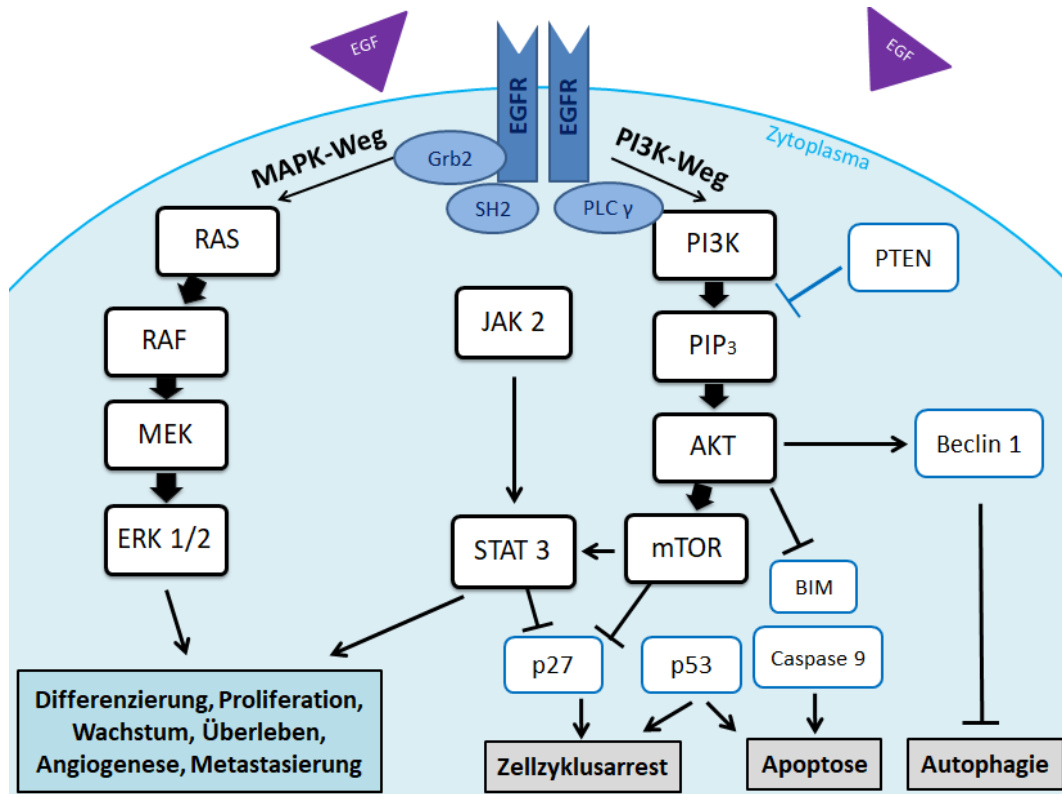 EGF
EGF
EGFR
EGFR
Zytoplasma
MAPK-Weg
PI3K-Weg
Grb2
SH2
PLC γ
RAS
PI3K
PTEN
JAK 2
RAF
PIP₃
MEK
AKT
Beclin 1
ERK 1/2
STAT 3
mTOR
BIM
p27
p53
Caspase 9
Differenzierung, Proliferation,
Wachstum, Überleben,
Angiogenese, Metastasierung
Zellzyklusarrest
Apoptose
Autophagie